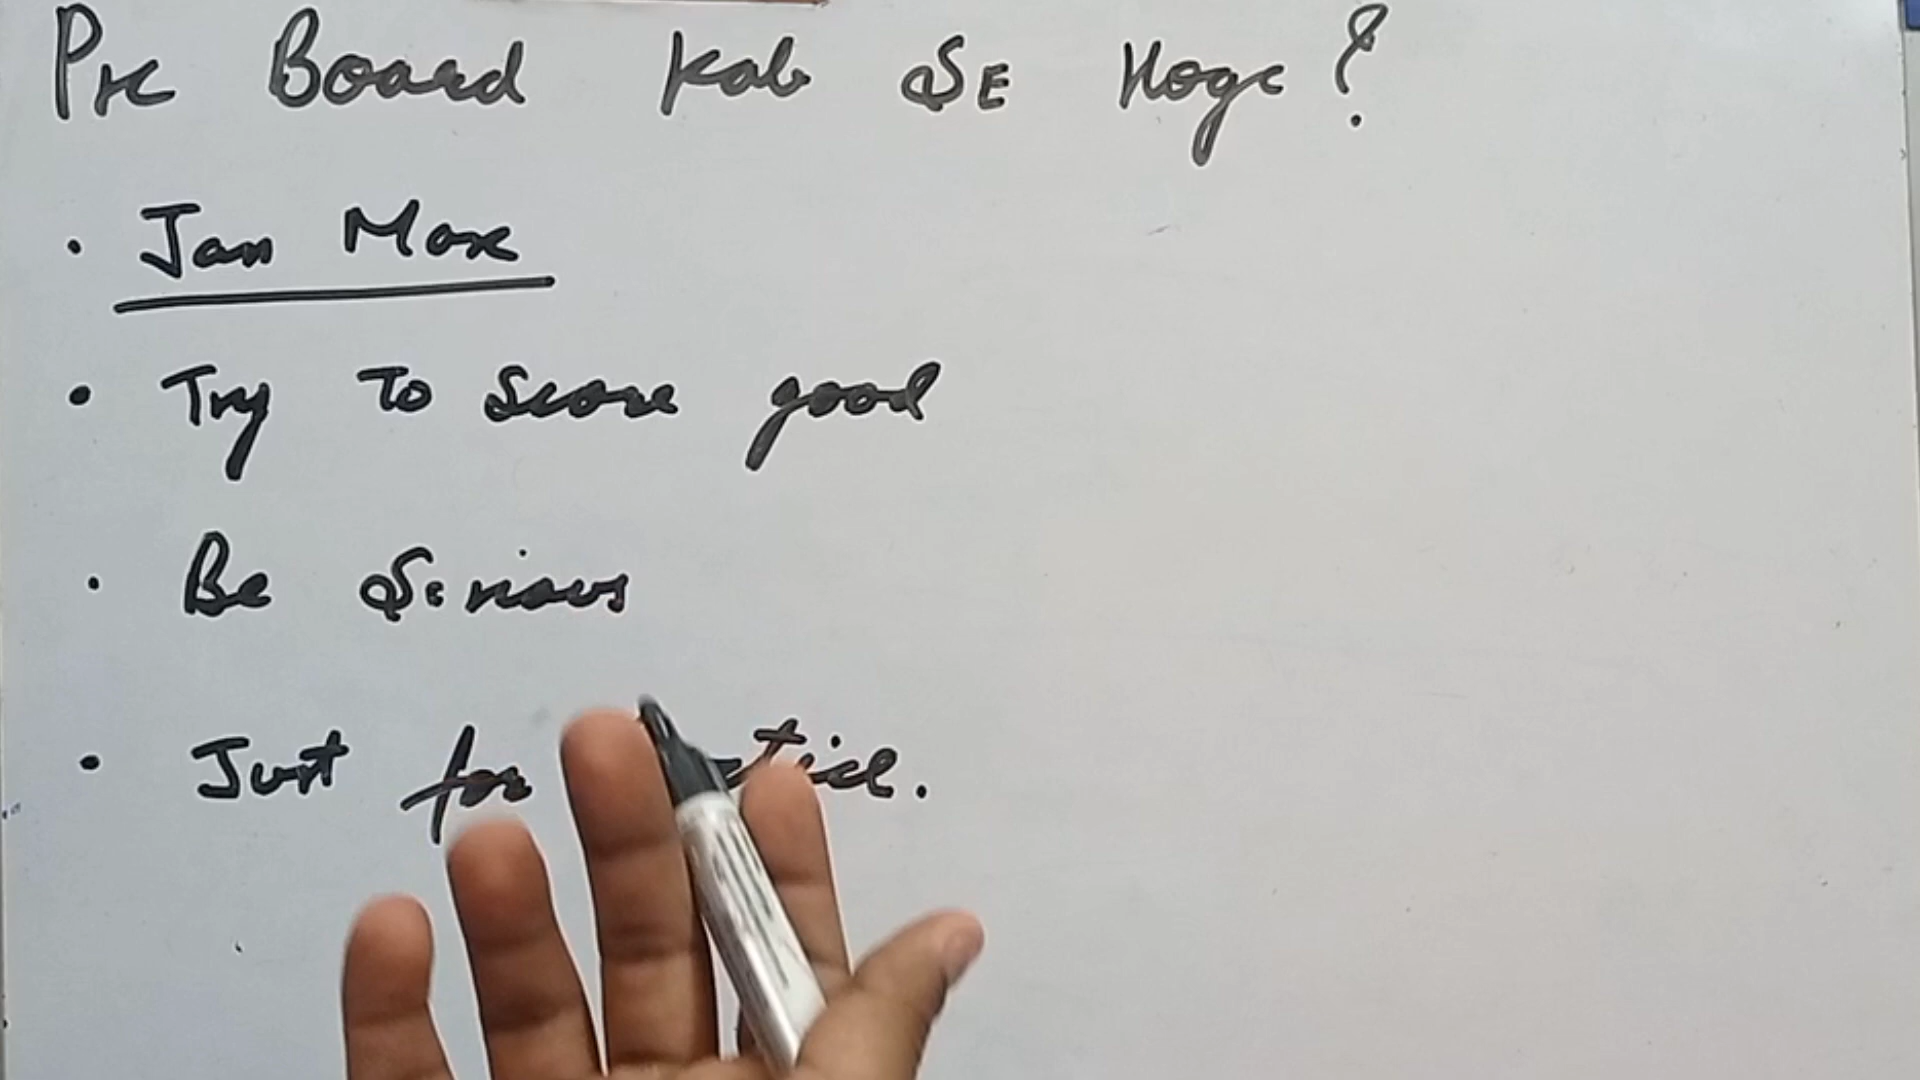 Pre Board Kab SE Hoge?
• Jan Max
• Try To Score good
• Be Serious
• Just for